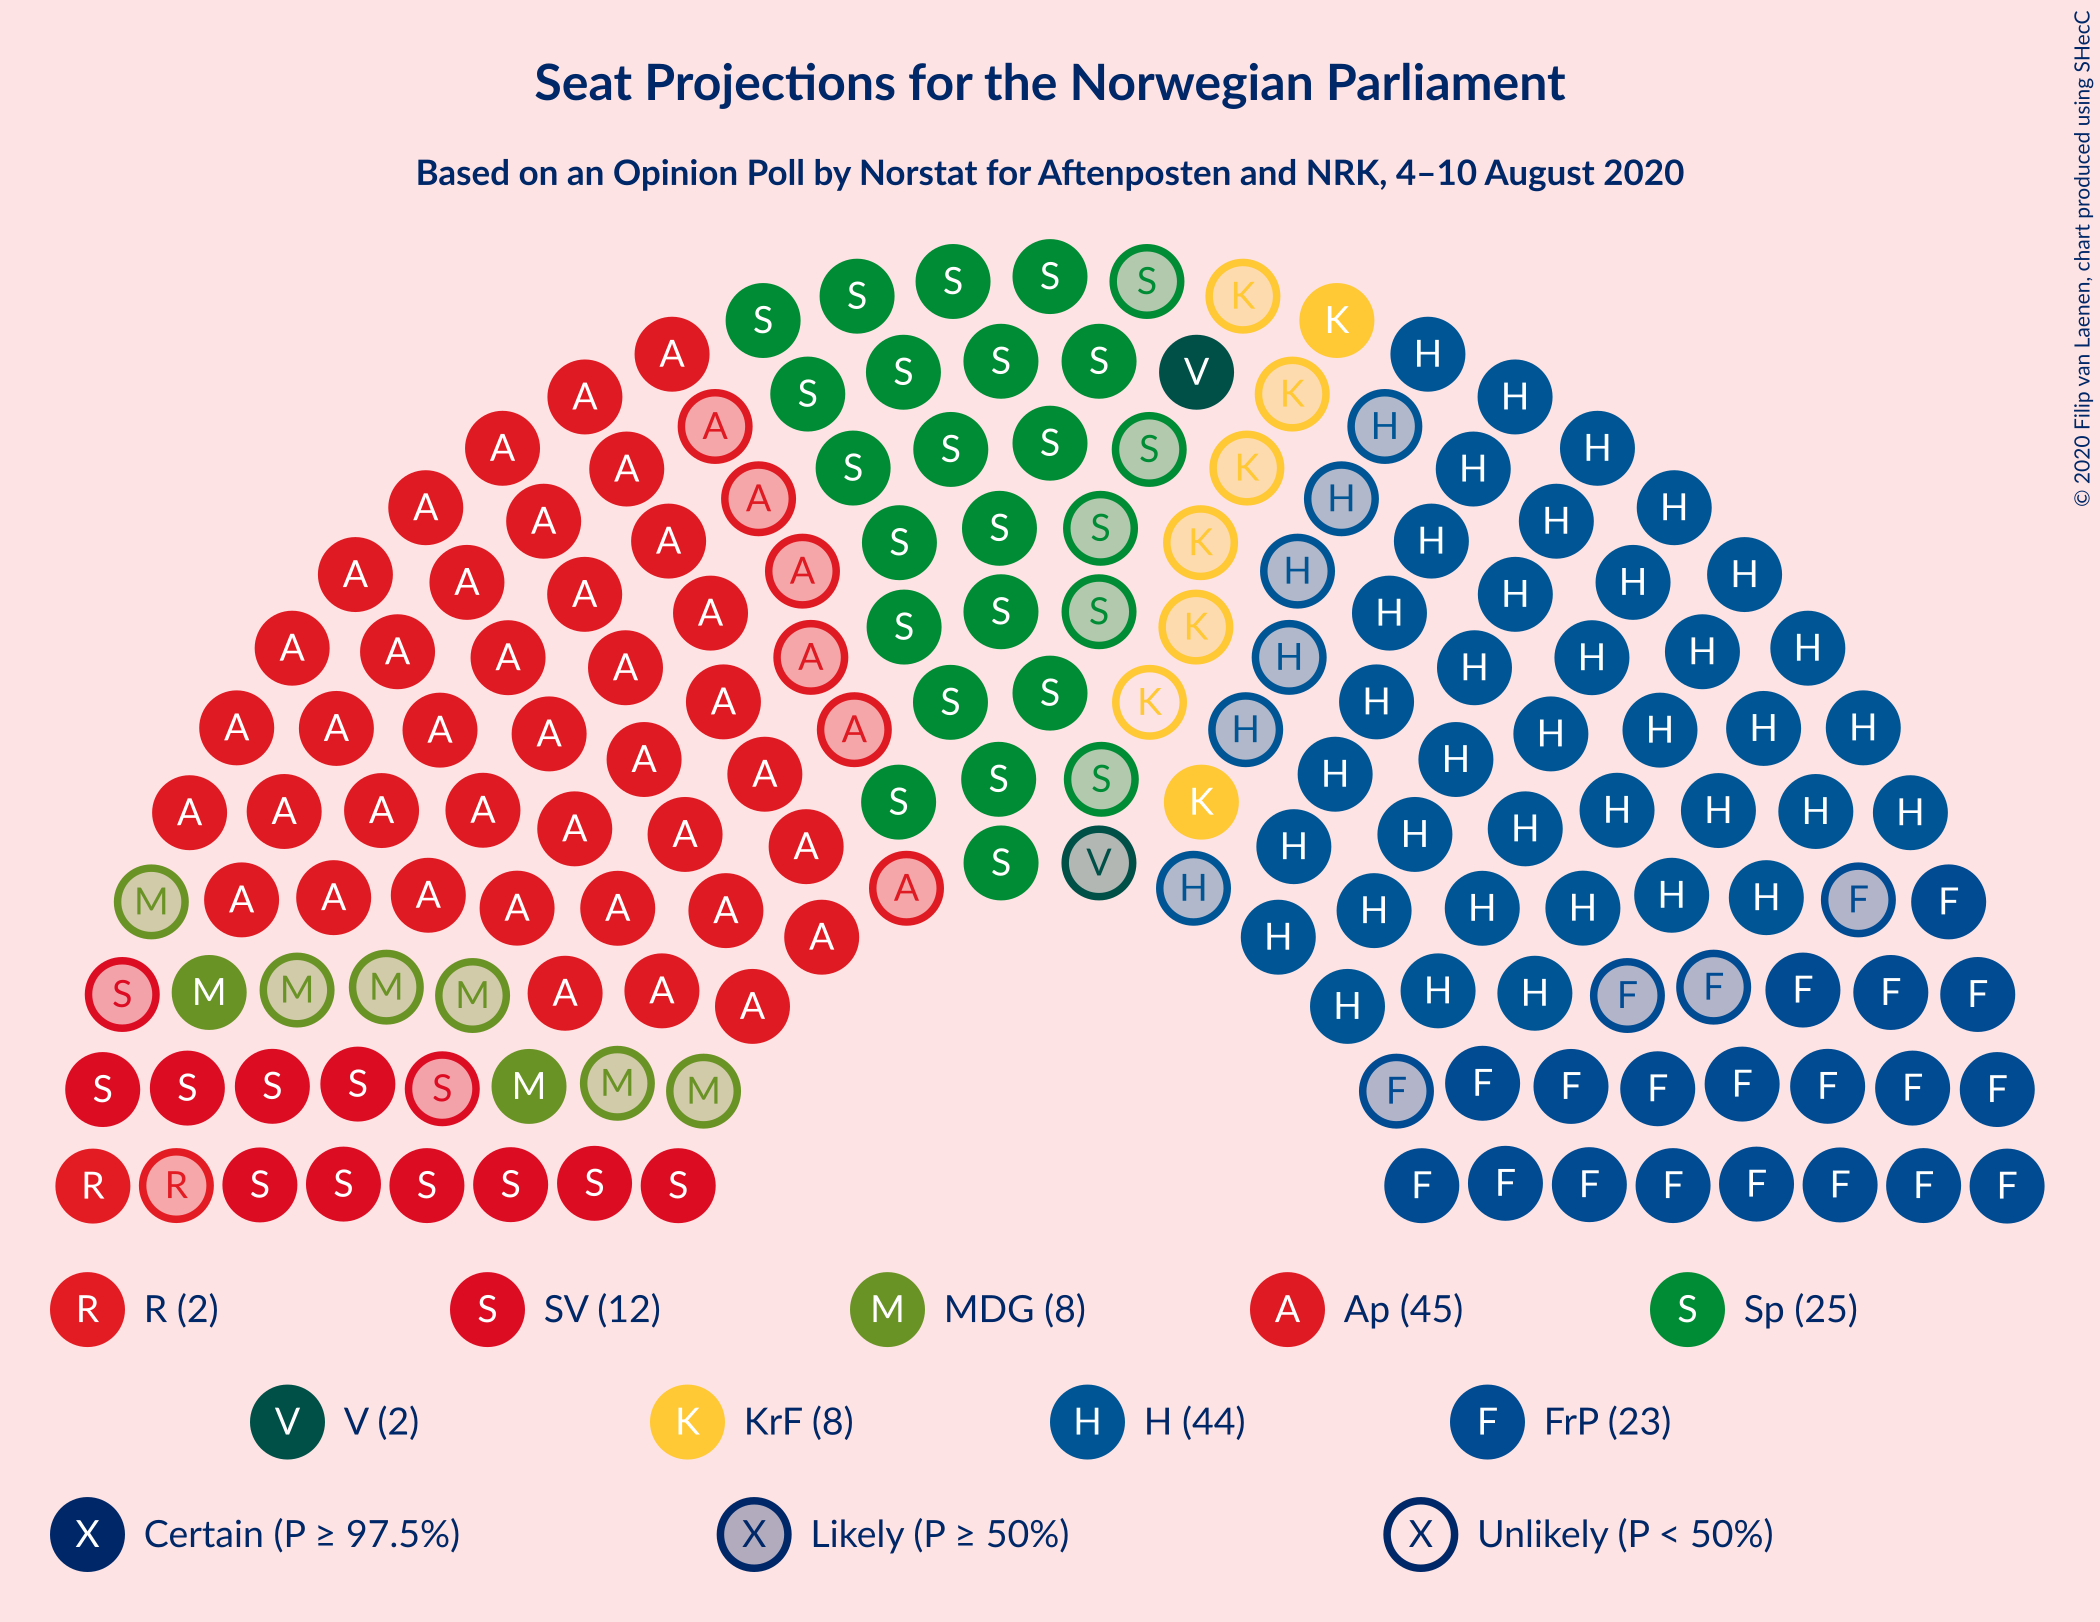 Seat Projections for the Norwegian Parliament
Based on an Opinion Poll by Norstat for Aftenposten and NRK, 4–10 August 2020
© 2020 Filip van Laenen, chart produced using SHecC
S S S S S K K
A S S S S V K H
A A A S S S S K H H H
A A A A S S S K H H H H
A A A A A S S S K H H H H H
A A A A A A S S K H H H H H H
A A A A A A S S S K H H H H H H
A A A A A A A S V H H H H H H H
M A A A A A A A A H H H H H H H F F
S M M M M A A A H H H F F F F F
S S S S S M M M F F F F F F F F
R R S S S S S S F F F F F F F F
R R (2) S SV (12) M MDG (8) A Ap (45) S Sp (25)
V V (2) K KrF (8) H H (44) F FrP (23)
X Certain (P ≥ 97.5%) X Likely (P ≥ 50%) X Unlikely (P < 50%)